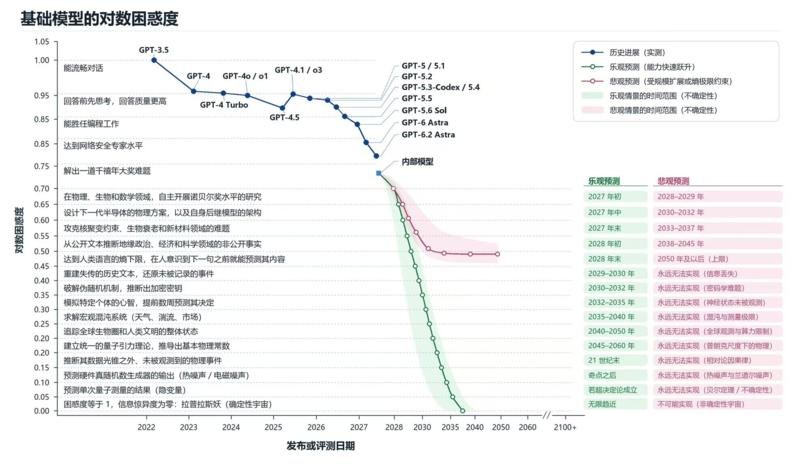 基础模型的对数困惑度
对数困惑度
1.05
1.00
0.95
0.90
0.85
0.80
0.75
0.70
0.65
0.60
0.55
0.50
0.45
0.40
0.35
0.30
0.25
0.20
0.15
0.10
0.05
0.00
能流畅对话
回答前先思考，回答质量更高
能胜任编程工作
达到网络安全专家水平
解出一道千禧年大奖难题
在物理、生物和数学领域，自主开展诺贝尔奖水平的研究
设计下一代半导体的物理方案，以及自身后继模型的架构
攻克核聚变约束、生物衰老和新材料领域的难题
从公开文本推断地缘政治、经济和科学领域的非公开事实
达到人类语言的熵下限，在人意识到下一句之前就能预测其内容
重建失传的历史文本，还原未被记录的事件
破解伪随机机制，推断出加密密钥
模拟特定个体的心智，提前数周预测其决定
求解宏观混沌系统（天气、湍流、市场）
追踪全球生物圈和人类文明的整体状态
建立统一的量子引力理论，推导出基本物理常数
推断其数据光锥之外、未被观测到的物理事件
预测硬件真随机数生成器的输出（热噪声 / 电磁噪声）
预测单次量子测量的结果（隐变量）
困惑度等于 1，信息惊异度为零：拉普拉斯妖（确定性宇宙）
GPT-3.5
GPT-4
GPT-4 Turbo
GPT-4o / o1
GPT-4.5
GPT-4.1 / o3
GPT-5 / 5.1
GPT-5.2
GPT-5.3-Codex / 5.4
GPT-5.5
GPT-5.6 Sol
GPT-6 Astra
GPT-6.2 Astra
内部模型
历史进展（实测）
乐观预测（能力快速跃升）
悲观预测（受规模扩展或熵极限约束）
乐观情景的时间范围（不确定性）
悲观情景的时间范围（不确定性）
乐观预测 悲观预测
2027 年初 2028–2029 年
2027 年中 2030–2032 年
2027 年末 2033–2037 年
2028 年初 2038–2045 年
2028 年末 2050 年及以后（上限）
2029–2030 年 永远无法实现（信息丢失）
2030–2032 年 永远无法实现（密码学难题）
2032–2035 年 永远无法实现（神经状态未被观测）
2035–2040 年 永远无法实现（混沌与测量极限）
2040–2050 年 永远无法实现（全球观测与算力限制）
2045–2060 年 永远无法实现（普朗克尺度下的物理）
21 世纪末 永远无法实现（相对论因果律）
奇点之后 永远无法实现（热噪声与兰道尔噪声）
若超决定论成立 永远无法实现（贝尔定理 / 不确定性）
无限趋近 不可能实现（非确定性宇宙）
2022
2023
2024
2025
2026
2027
2028
2030
2035
2040
2050
2060
2100+
发布或评测日期